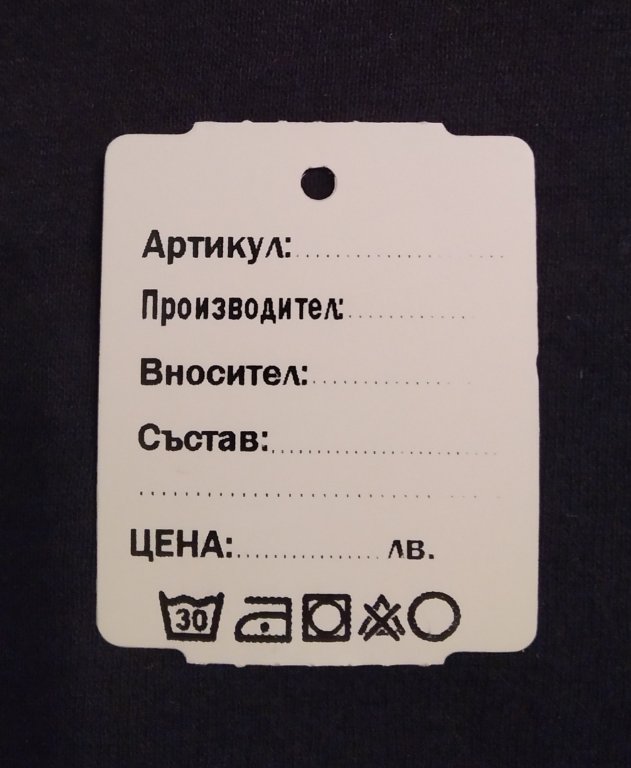 Артикул:
Производител:
Вносител:
Състав:
ЦЕНА: лв.
30